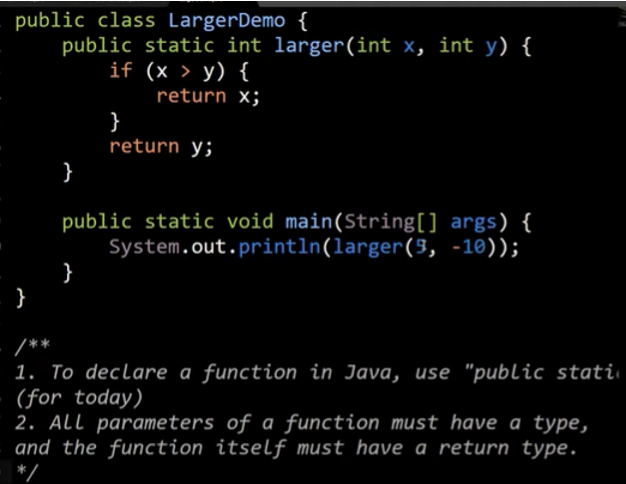 public class LargerDemo {
    public static int larger(int x, int y) {
        if (x > y) {
            return x;
        }
        return y;
    }

    public static void main(String[] args) {
        System.out.println(larger(5, -10));
    }
}

/**
1. To declare a function in Java, use "public stati
(for today)
2. All parameters of a function must have a type,
and the function itself must have a return type.
*/